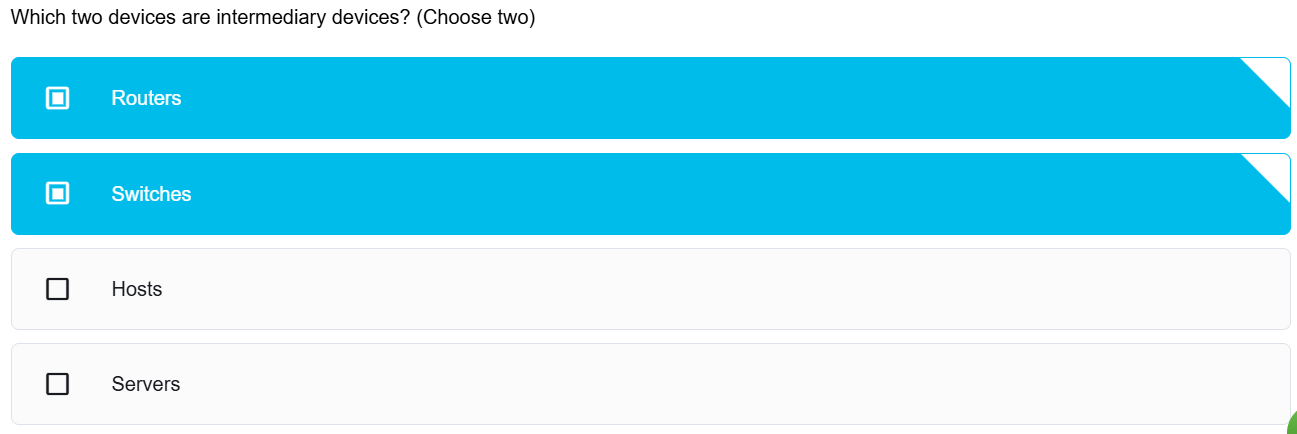 Which two devices are intermediary devices? (Choose two)
Routers
Switches
Hosts
Servers